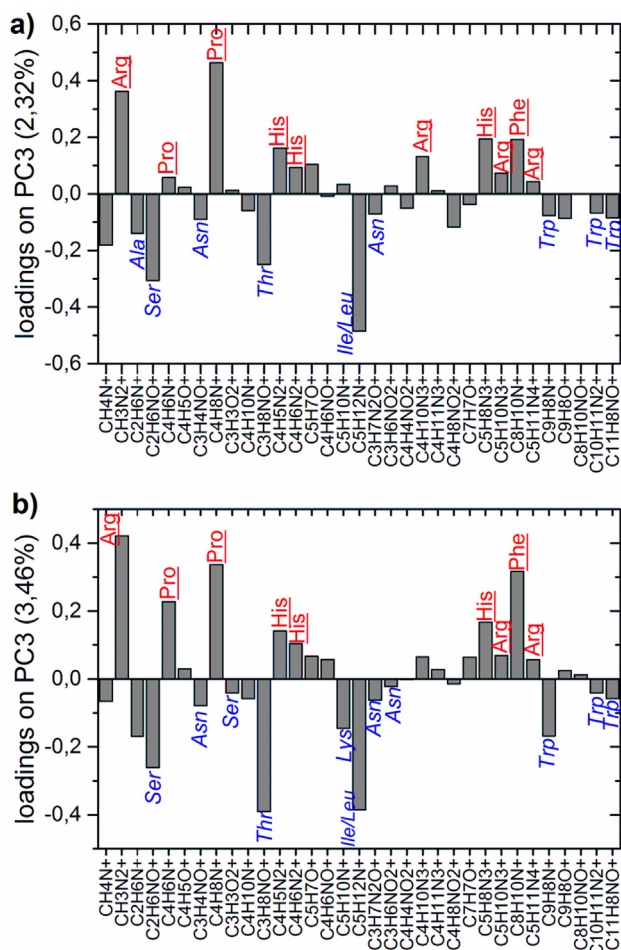 a)
loadings on PC3 (2,32%)
0,6
0,4
0,2
0,0
-0,2
-0,4
-0,6
Arg
Pro
Pro
His
His
Arg
His
Arg
Phe
Arg
Ala
Ser
Asn
Thr
Ile/Leu
Asn
Trp
Trp
Trp
CH4N+
CH3N2+
C2H6N+
C2H6NO+
C4H6N+
C4H5O+
C3H4NO+
C4H8N+
C3H3O2+
C4H10N+
C3H8NO+
C4H5N2+
C4H6N2+
C5H7O+
C4H6NO+
C5H10N+
C5H12N+
C3H7N2O+
C3H6NO2+
C4H4NO2+
C4H10N3+
C4H11N3+
C4H8NO2+
C7H7O+
C5H8N3+
C5H10N3+
C8H10N+
C5H11N4+
C9H8N+
C9H8O+
C8H10NO+
C10H11N2+
C11H8NO+
b)
loadings on PC3 (3,46%)
0,4
0,2
0,0
-0,2
-0,4
Arg
Pro
Pro
His
His
His
Arg
Phe
Arg
Ser
Asn
Ser
Thr
Lys
Ile/Leu
Asn
Asn
Trp
Trp
Trp
CH4N+
CH3N2+
C2H6N+
C2H6NO+
C4H6N+
C4H5O+
C3H4NO+
C4H8N+
C3H3O2+
C4H10N+
C3H8NO+
C4H5N2+
C4H6N2+
C5H7O+
C4H6NO+
C5H10N+
C5H12N+
C3H7N2O+
C3H6NO2+
C4H4NO2+
C4H10N3+
C4H11N3+
C4H8NO2+
C7H7O+
C5H8N3+
C5H10N3+
C8H10N+
C5H11N4+
C9H8N+
C9H8O+
C8H10NO+
C10H11N2+
C11H8NO+